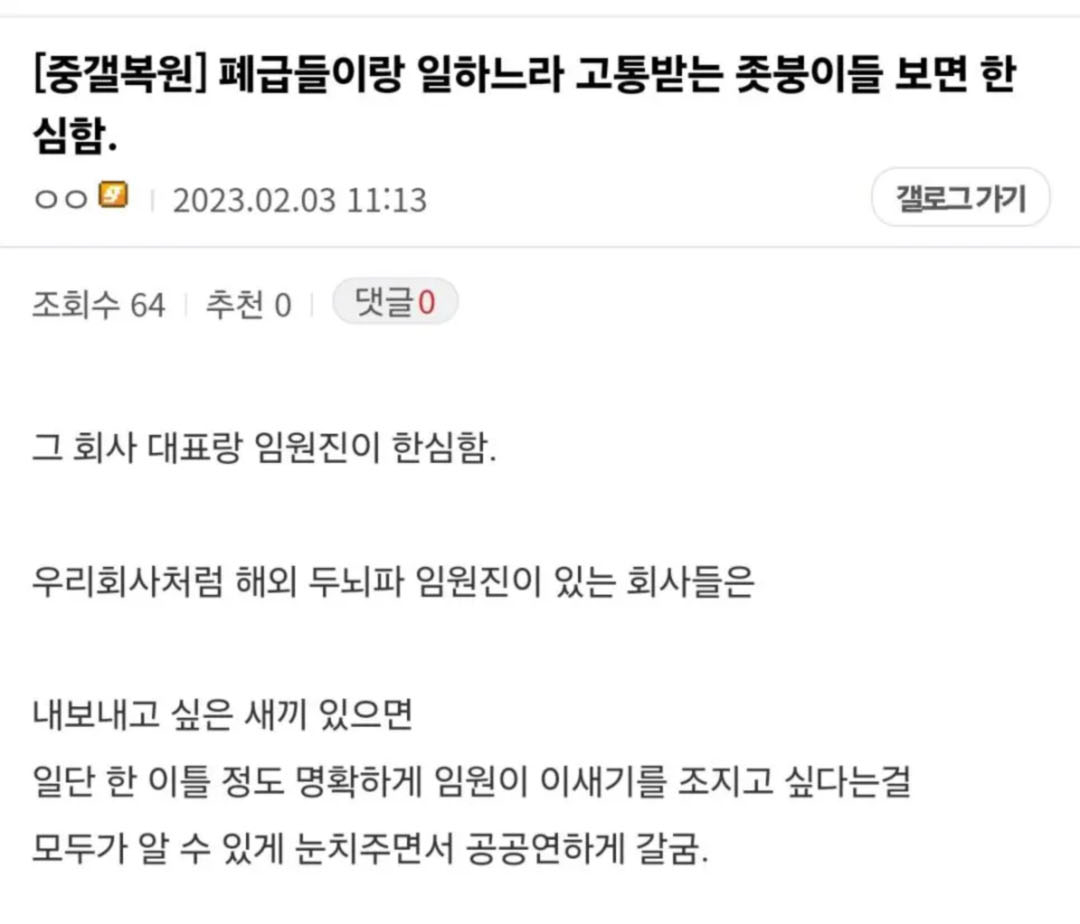 [중갤복원] 폐급들이랑 일하느라 고통받는 좃붕이들 보면 한
심함.
ㅇㅇ
2023.02.03 11:13
갤로그 가기
조회수 64
추천 0
댓글 0
그 회사 대표랑 임원진이 한심함.
우리회사처럼 해외 두뇌파 임원진이 있는 회사들은
내보내고 싶은 새끼 있으면
일단 한 이틀 정도 명확하게 임원이 이새기를 조지고 싶다는걸
모두가 알 수 있게 눈치주면서 공공연하게 갈굼.